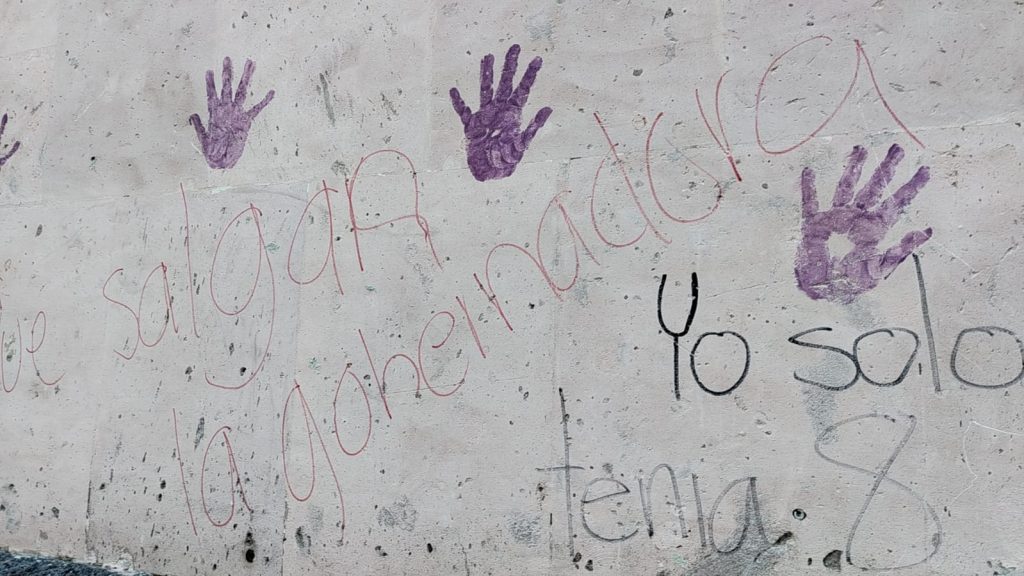 ue salgan
la gobernadora
Yo solo
tenia 8